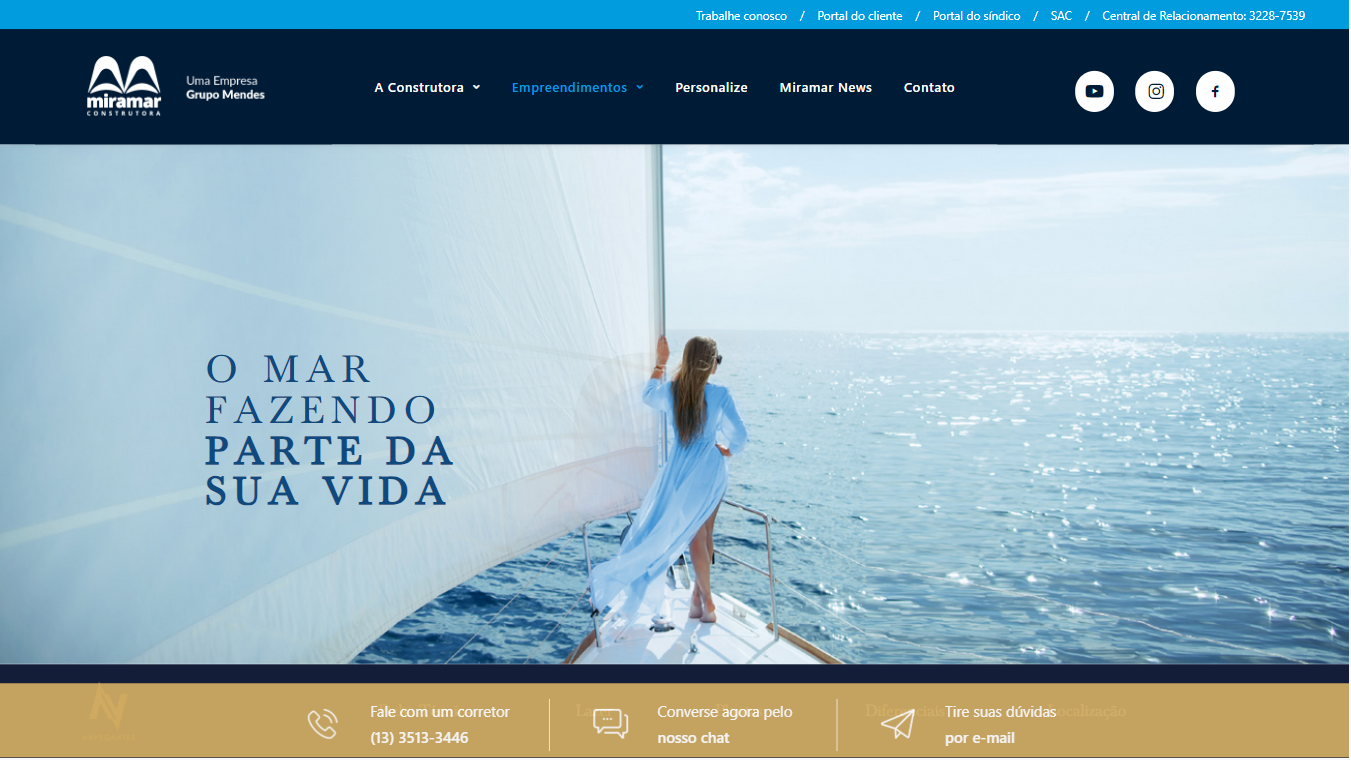 Trabalhe conosco / Portal do cliente / Portal do síndico / SAC / Central de Relacionamento: 3228-7539
miramar
CONSTRUTORA
Uma Empresa
Grupo Mendes
A Construtora
Empreendimentos
Personalize
Miramar News
Contato
O MAR
FAZENDO
PARTE DA
SUA VIDA
Fale com um corretor
(13) 3513-3446
Converse agora pelo
nosso chat
Tire suas dúvidas
por e-mail
Diferenciais
Localização